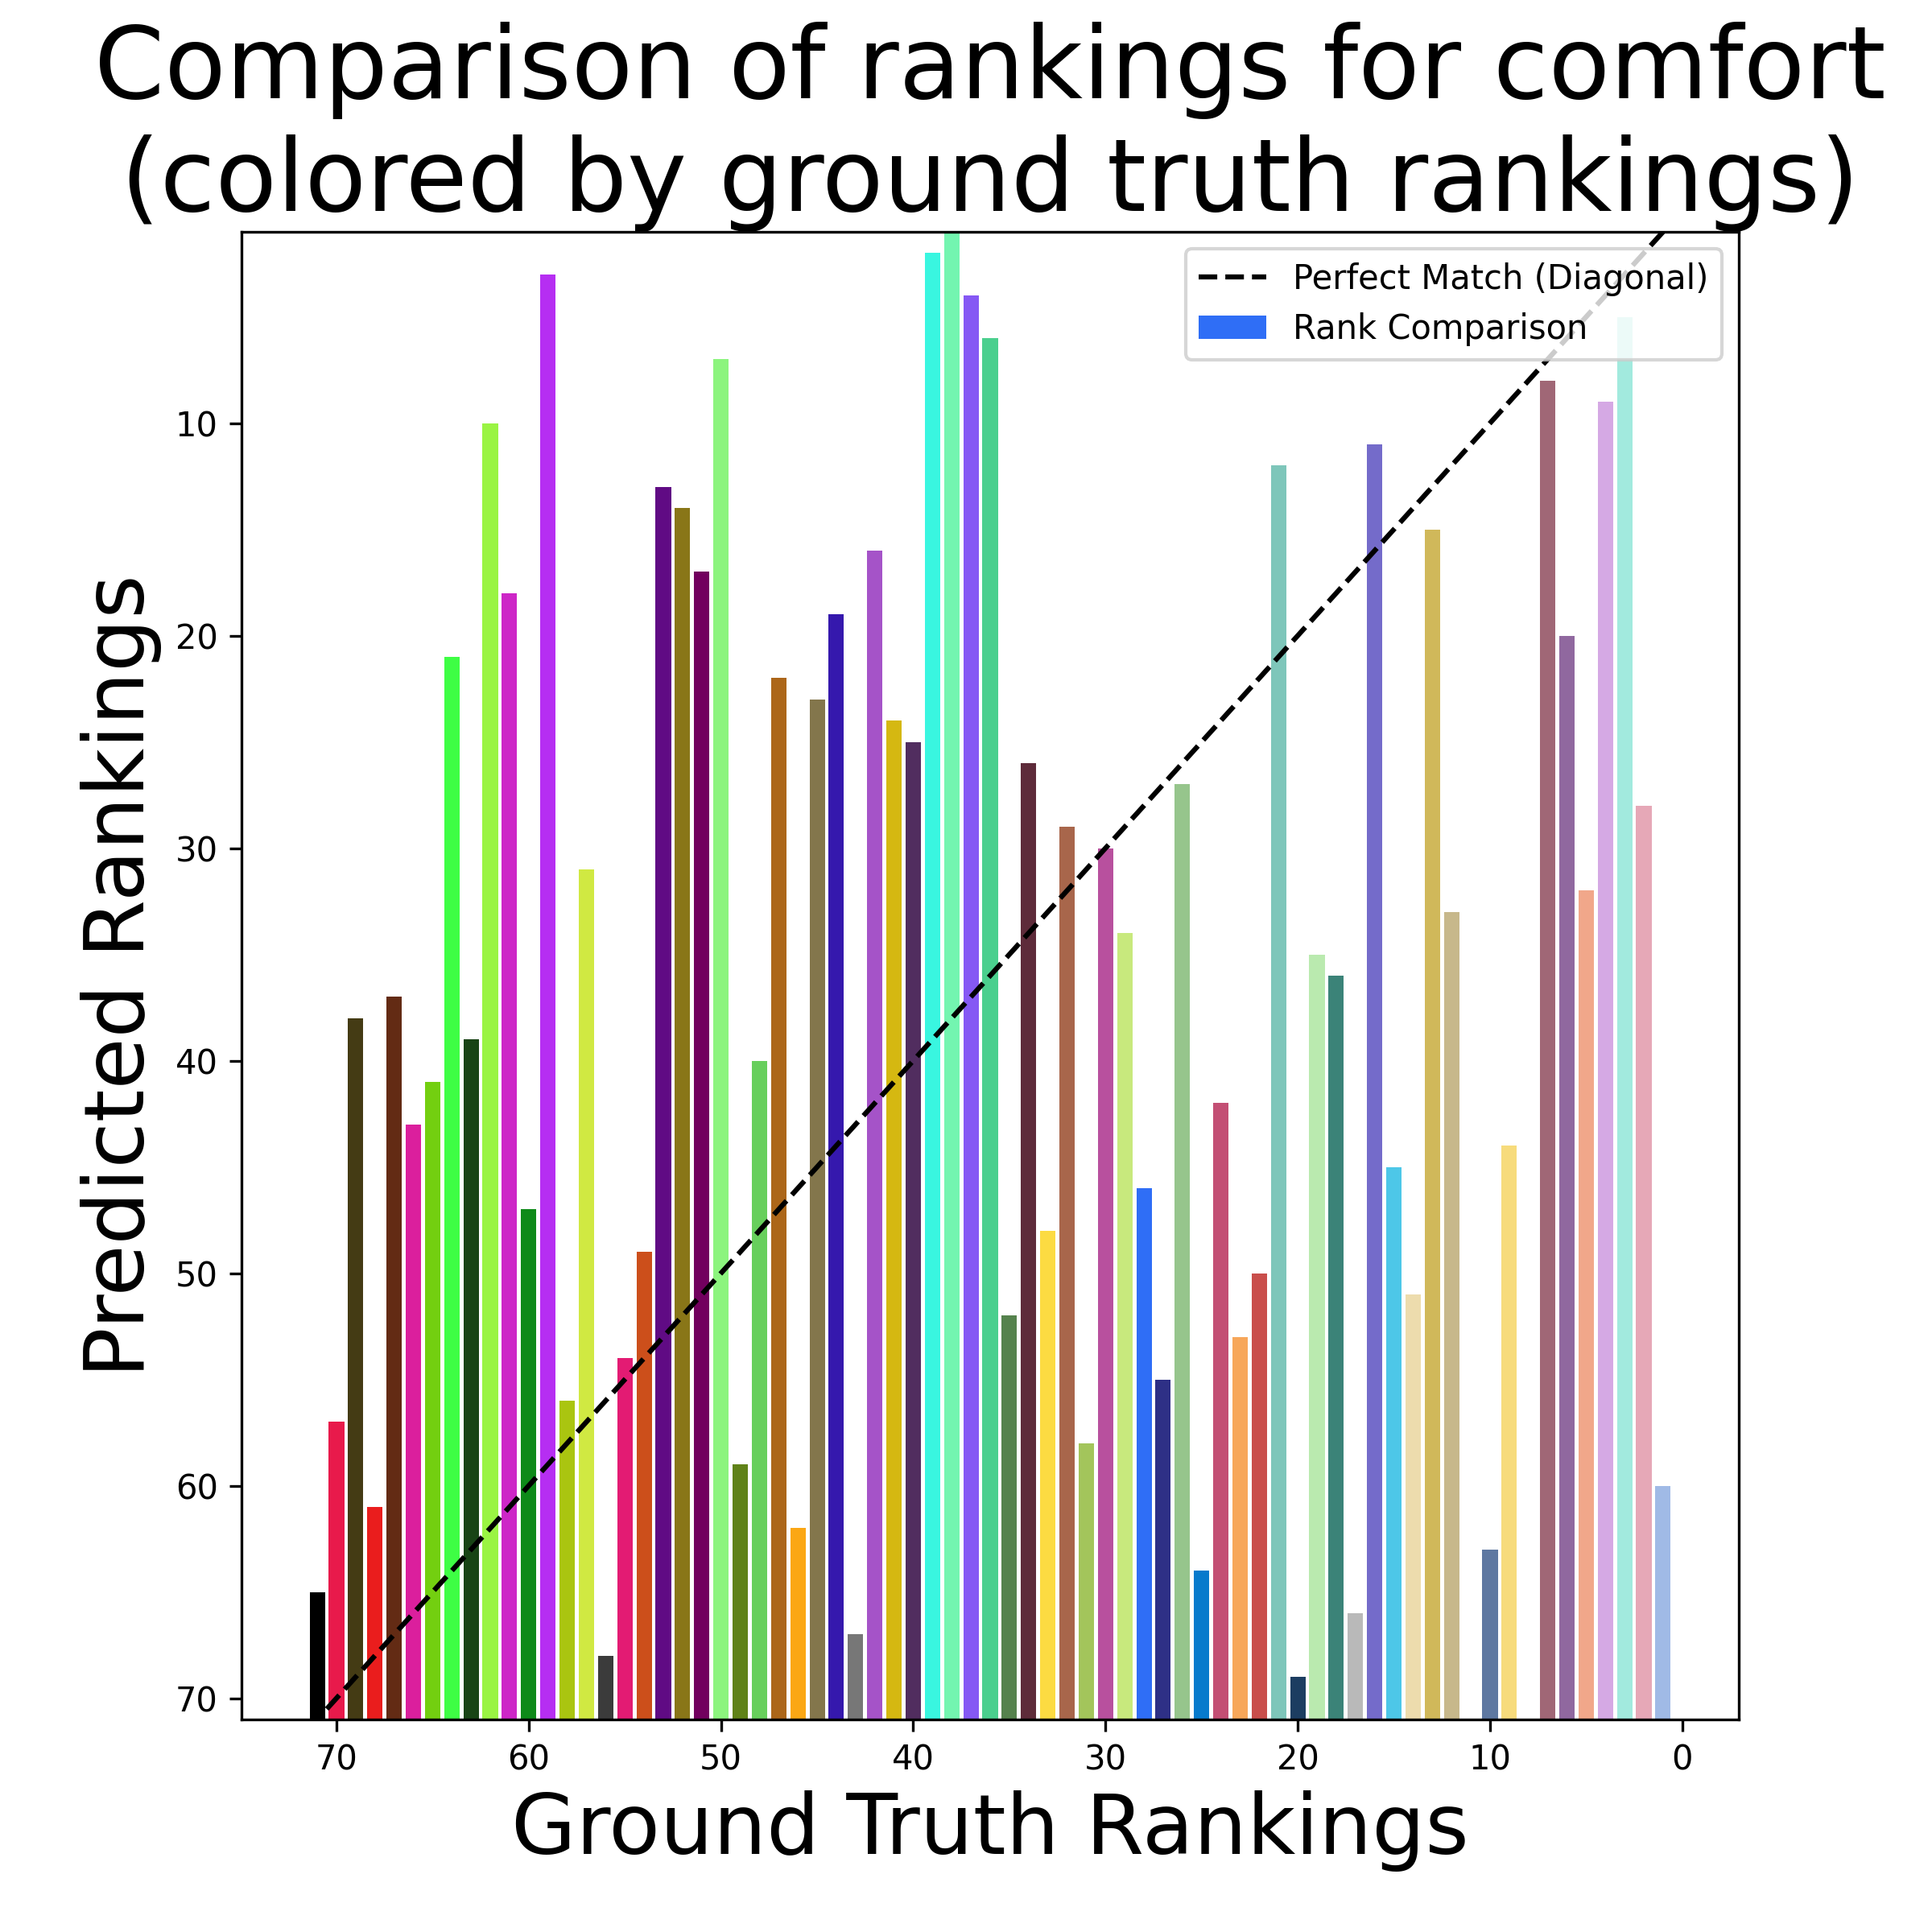 Comparison of rankings for comfort
(colored by ground truth rankings)
Perfect Match (Diagonal)
Rank Comparison
Predicted Rankings
10
20
30
40
50
60
70
70 60 50 40 30 20 10 0
Ground Truth Rankings